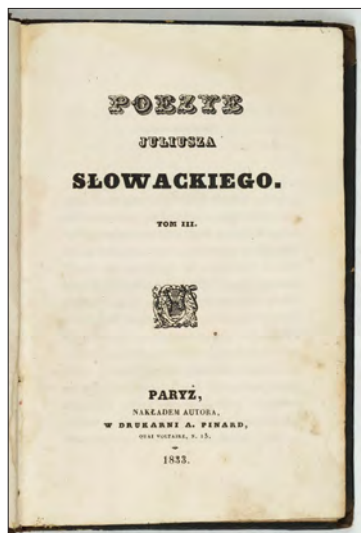 POEZYE
JULIUSZA
SŁOWACKIEGO.
TOM III.
PARYŻ,
NAKŁADEM AUTORA,
W DRUKARNI A. PINARD,
QUAI VOLTAIRE, N. 15.
1833.